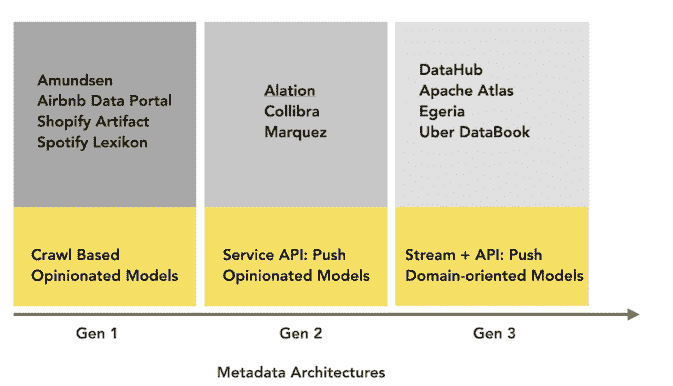 Amundsen
Airbnb Data Portal
Shopify Artifact
Spotify Lexikon
Alation
Collibra
Marquez
DataHub
Apache Atlas
Egeria
Uber DataBook
Crawl Based
Opinionated Models
Service API: Push
Opinionated Models
Stream + API: Push
Domain-oriented Models
Gen 1
Gen 2
Gen 3
Metadata Architectures